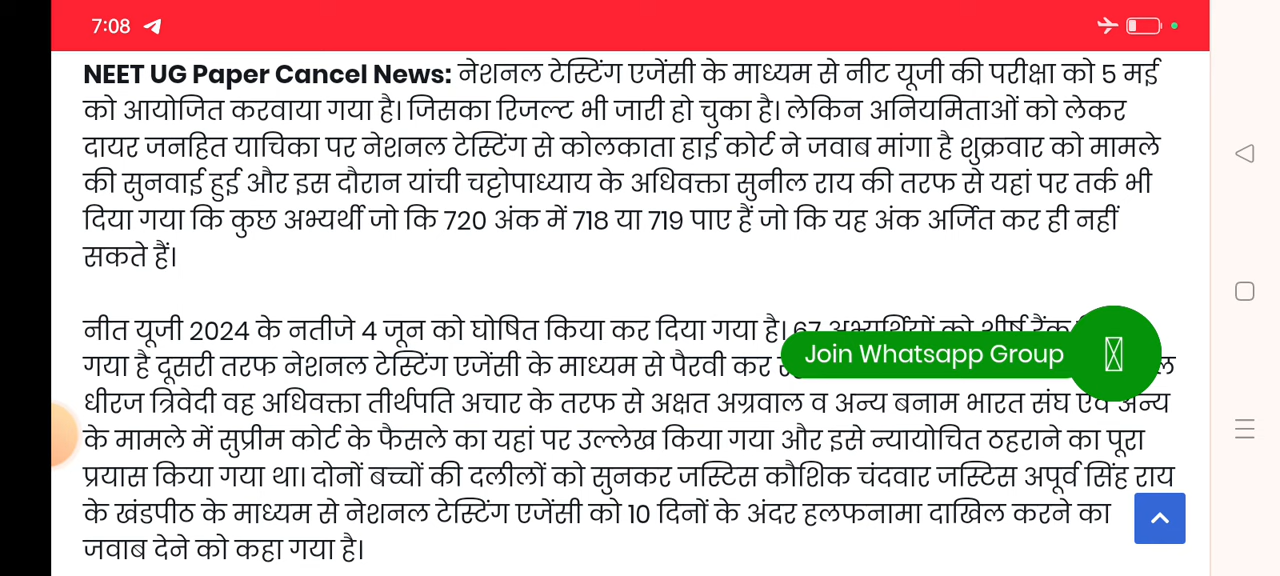 7:08
NEET UG Paper Cancel News: नेशनल टेस्टिंग एजेंसी के माध्यम से नीट यूजी की परीक्षा को 5 मई
को आयोजित करवाया गया है। जिसका रिजल्ट भी जारी हो चुका है। लेकिन अनियमिताओं को लेकर
दायर जनहित याचिका पर नेशनल टेस्टिंग से कोलकाता हाई कोर्ट ने जवाब मांगा है शुक्रवार को मामले
की सुनवाई हुई और इस दौरान यांची चट्टोपाध्याय के अधिवक्ता सुनील राय की तरफ से यहां पर तर्क भी
दिया गया कि कुछ अभ्यर्थी जो कि 720 अंक में 718 या 719 पाए हैं जो कि यह अंक अर्जित कर ही नहीं
सकते हैं।
नीत यूजी 2024 के नतीजे 4 जून को घोषित किया कर दिया गया है। 67 अभ्यर्थियों को शीर्ष रैंक
Join Whatsapp Group
गया है दूसरी तरफ नेशनल टेस्टिंग एजेंसी के माध्यम से पैरवी कर
धीरज त्रिवेदी वह अधिवक्ता तीर्थपति अचार के तरफ से अक्षत अग्रवाल व अन्य बनाम भारत संघ एवं अन्य
के मामले में सुप्रीम कोर्ट के फैसले का यहां पर उल्लेख किया गया और इसे न्यायोचित ठहराने का पूरा
प्रयास किया गया था। दोनों बच्चों की दलीलों को सुनकर जस्टिस कौशिक चंदवार जस्टिस अपूर्व सिंह राय
के खंडपीठ के माध्यम से नेशनल टेस्टिंग एजेंसी को 10 दिनों के अंदर हलफनामा दाखिल करने का
जवाब देने को कहा गया है।